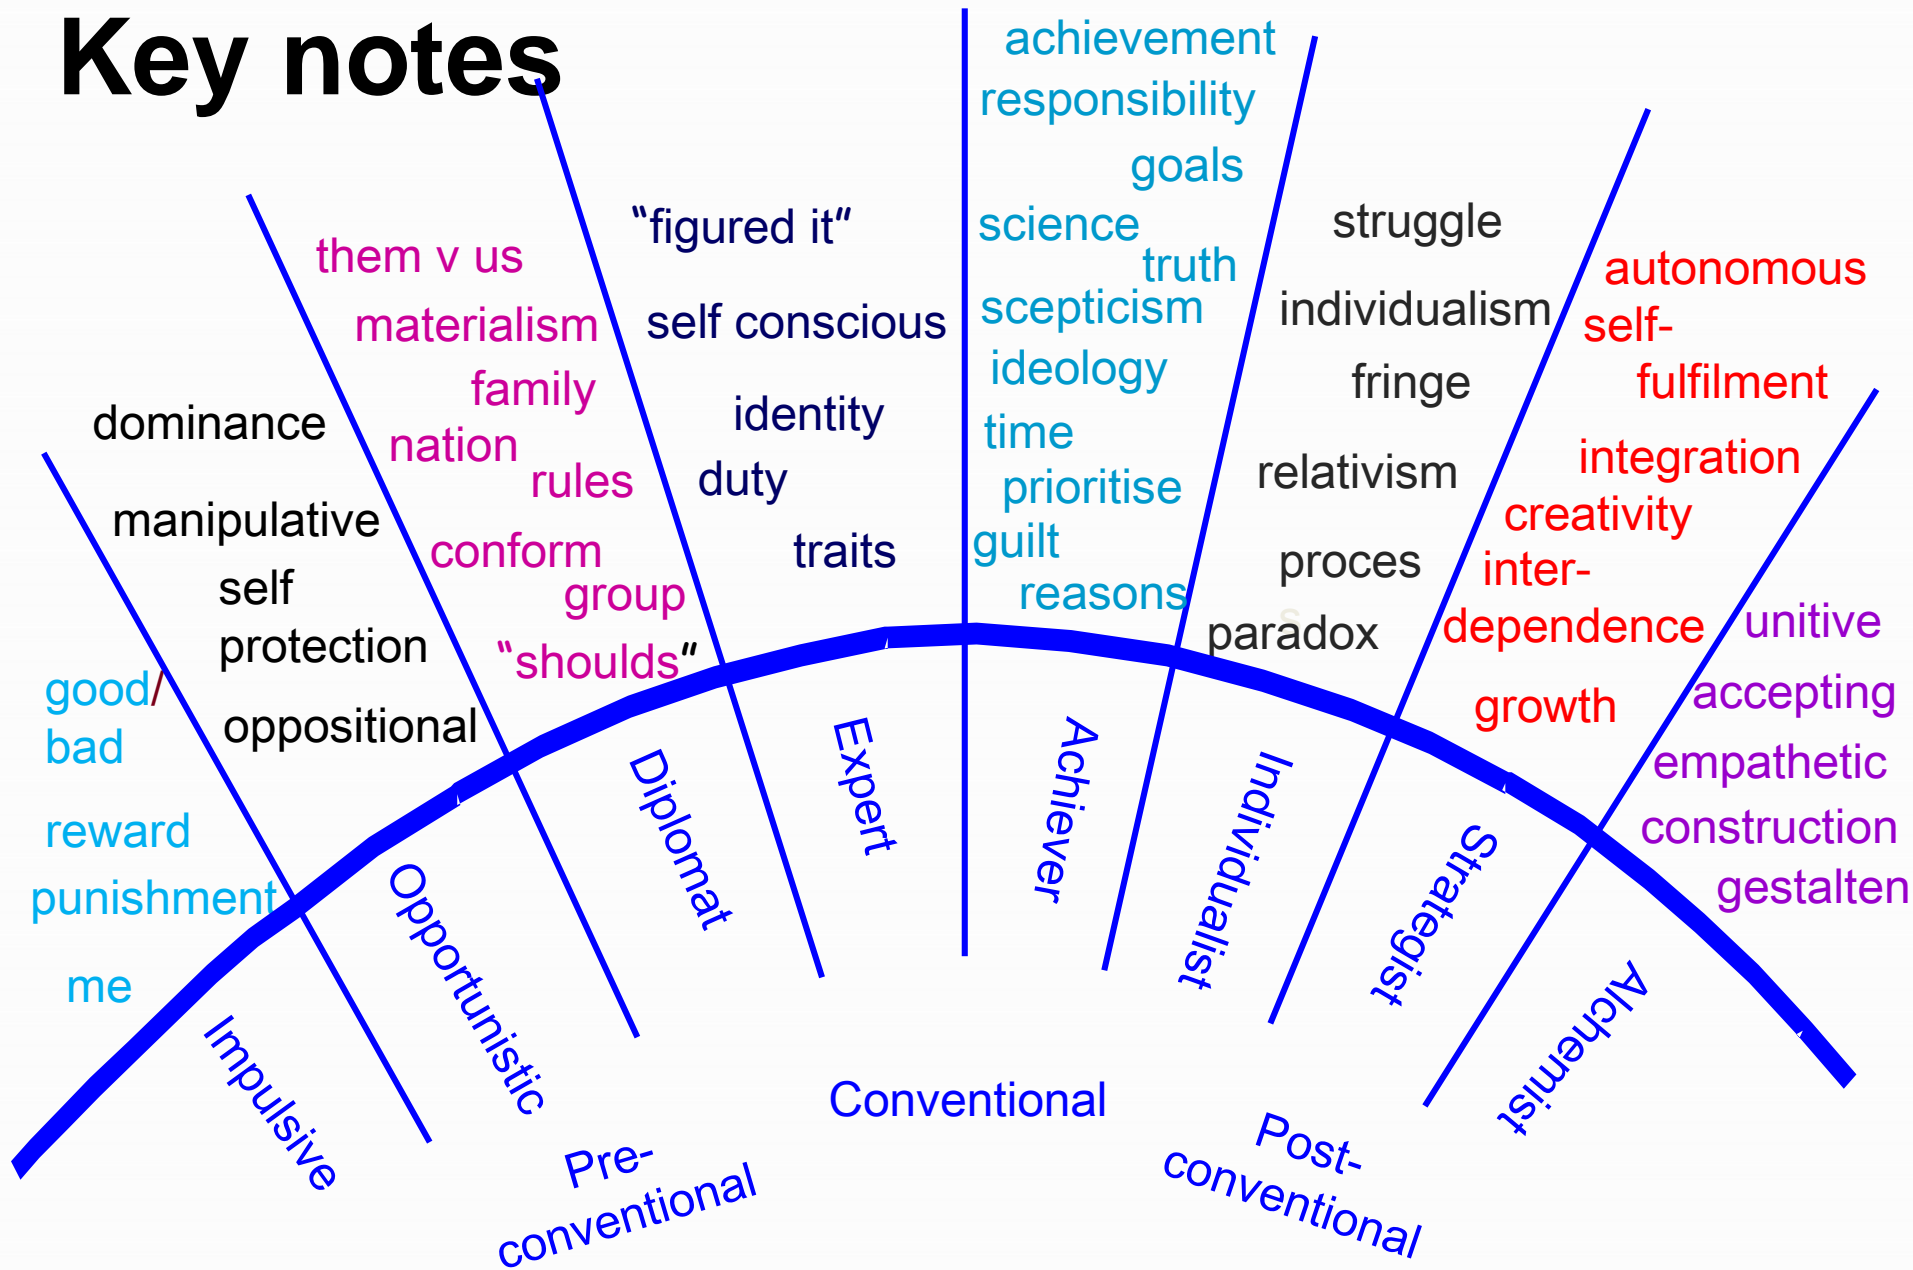 Key notes
good/
bad
reward
punishment
me
dominance
manipulative
self
protection
oppositional
them v us
materialism
family
nation
rules
conform
group
“shoulds”
“figured it”
self conscious
identity
duty
traits
achievement
responsibility
goals
science
truth
scepticism
ideology
time
prioritise
guilt
reasons
struggle
individualism
fringe
relativism
proces
s
paradox
autonomous
self-
fulfilment
integration
creativity
inter-
dependence
growth
unitive
accepting
empathetic
construction
gestalten
Impulsive
Opportunistic
Diplomat
Expert
Achiever
Individualist
Strategist
Alchemist
Pre-
conventional
Conventional
Post-
conventional